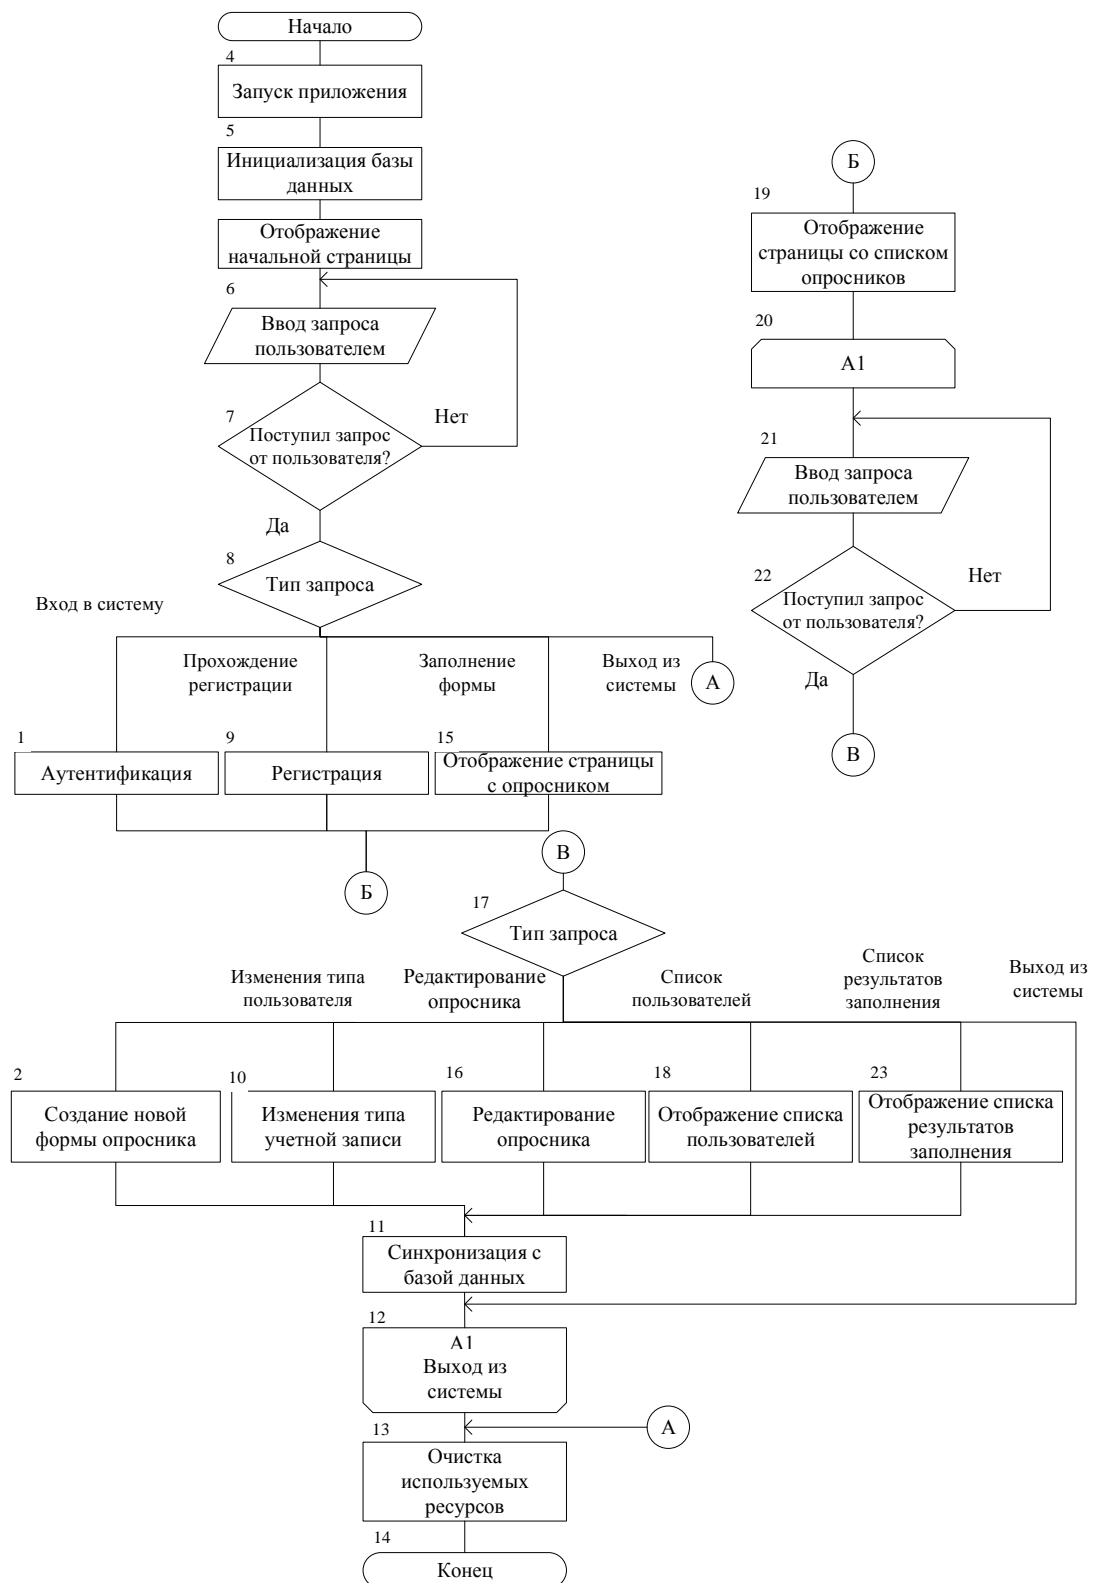 Начало
4
Запуск приложения
5
Инициализация базы
данных
Отображение
начальной страницы
6
Ввод запроса
пользователем
7
Нет
Поступил запрос
от пользователя?
Да
8
Тип запроса
Вход в систему
Прохождение
регистрации
Заполнение
формы
Выход из
системы
А
1
Аутентификация
9
Регистрация
15
Отображение страницы
с опросником
Б
Б
19
Отображение
страницы со списком
опросников
20
А1
21
Ввод запроса
пользователем
22
Нет
Поступил запрос
от пользователя?
Да
В
В
17
Тип запроса
Изменения типа
пользователя
Редактирование
опросника
Список
пользователей
Список
результатов
заполнения
Выход из
системы
2
Создание новой
формы опросника
10
Изменения типа
учетной записи
16
Редактирование
опросника
18
Отображение списка
пользователей
23
Отображение списка
результатов
заполнения
11
Синхронизация с
базой данных
12
А1
Выход из
системы
А
13
Очистка
используемых
ресурсов
14
Конец